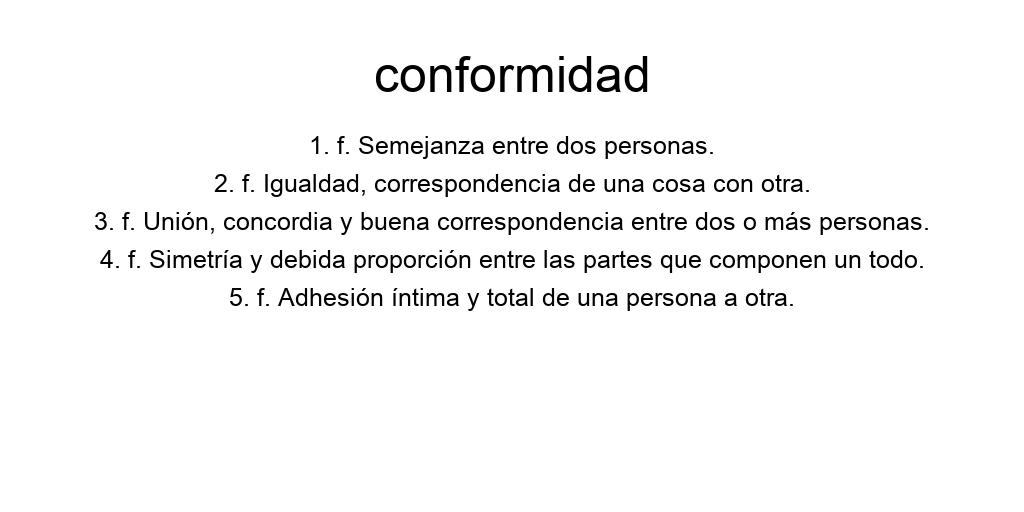 conformidad
1. f. Semejanza entre dos personas.
2. f. Igualdad, correspondencia de una cosa con otra.
3. f. Unión, concordia y buena correspondencia entre dos o más personas.
4. f. Simetría y debida proporción entre las partes que componen un todo.
5. f. Adhesión íntima y total de una persona a otra.